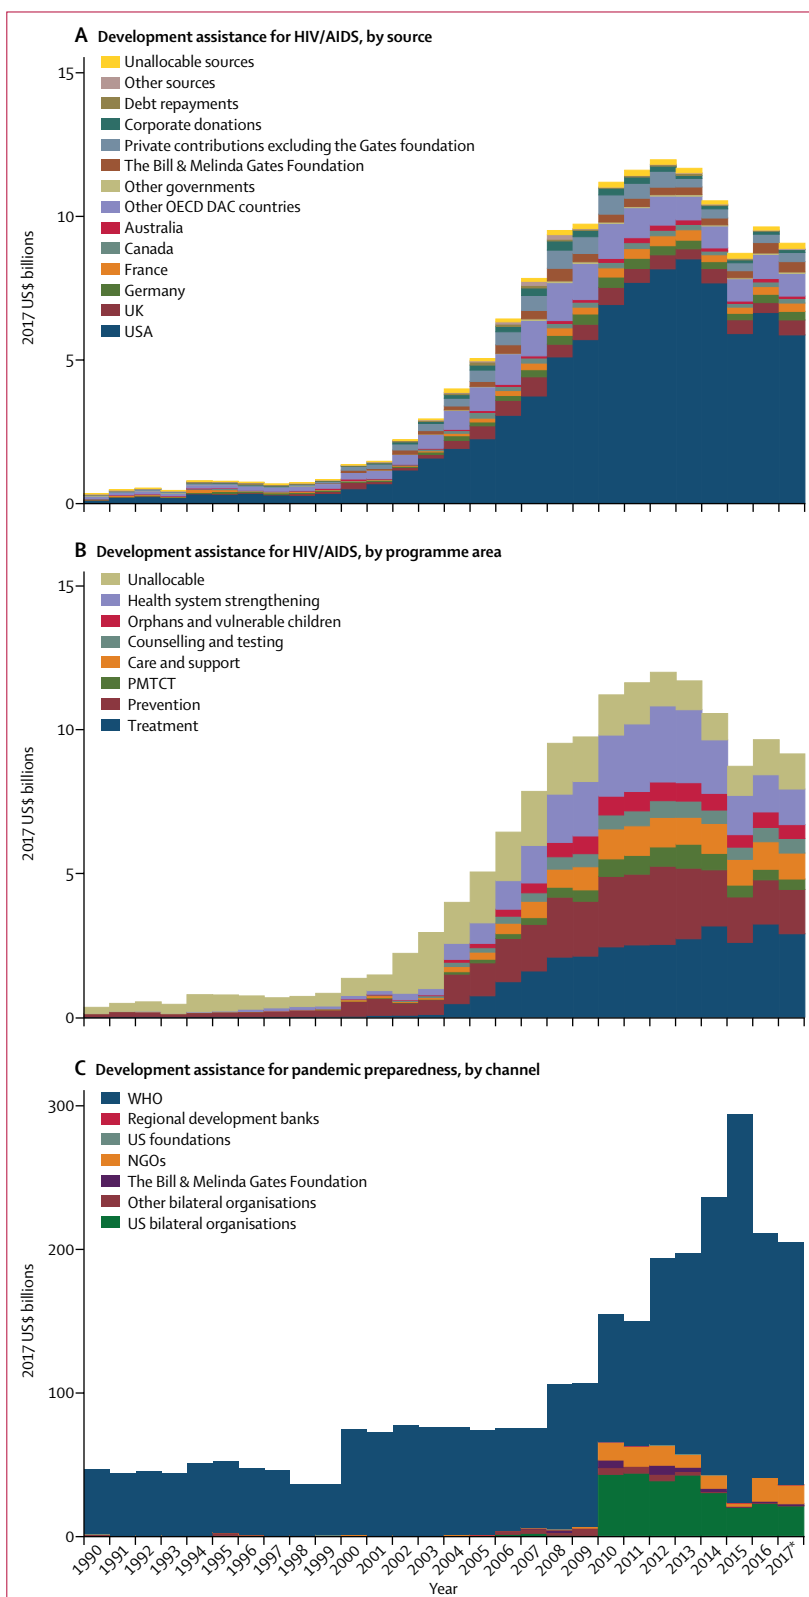 A Development assistance for HIV/AIDS, by source
Unallocable sources
Other sources
Debt repayments
Corporate donations
Private contributions excluding the Gates foundation
The Bill & Melinda Gates Foundation
Other governments
Other OECD DAC countries
Australia
Canada
France
Germany
UK
USA
15
10
5
0
2017 US$ billions
B Development assistance for HIV/AIDS, by programme area
Unallocable
Health system strengthening
Orphans and vulnerable children
Counselling and testing
Care and support
PMTCT
Prevention
Treatment
15
10
5
0
2017 US$ billions
C Development assistance for pandemic preparedness, by channel
WHO
Regional development banks
US foundations
NGOs
The Bill & Melinda Gates Foundation
Other bilateral organisations
US bilateral organisations
300
200
100
0
2017 US$ billions
1990
1991
1992
1993
1994
1995
1996
1997
1998
1999
2000
2001
2002
2003
2004
2005
2006
2007
2008
2009
2010
2011
2012
2013
2014
2015
2016
2017*
Year